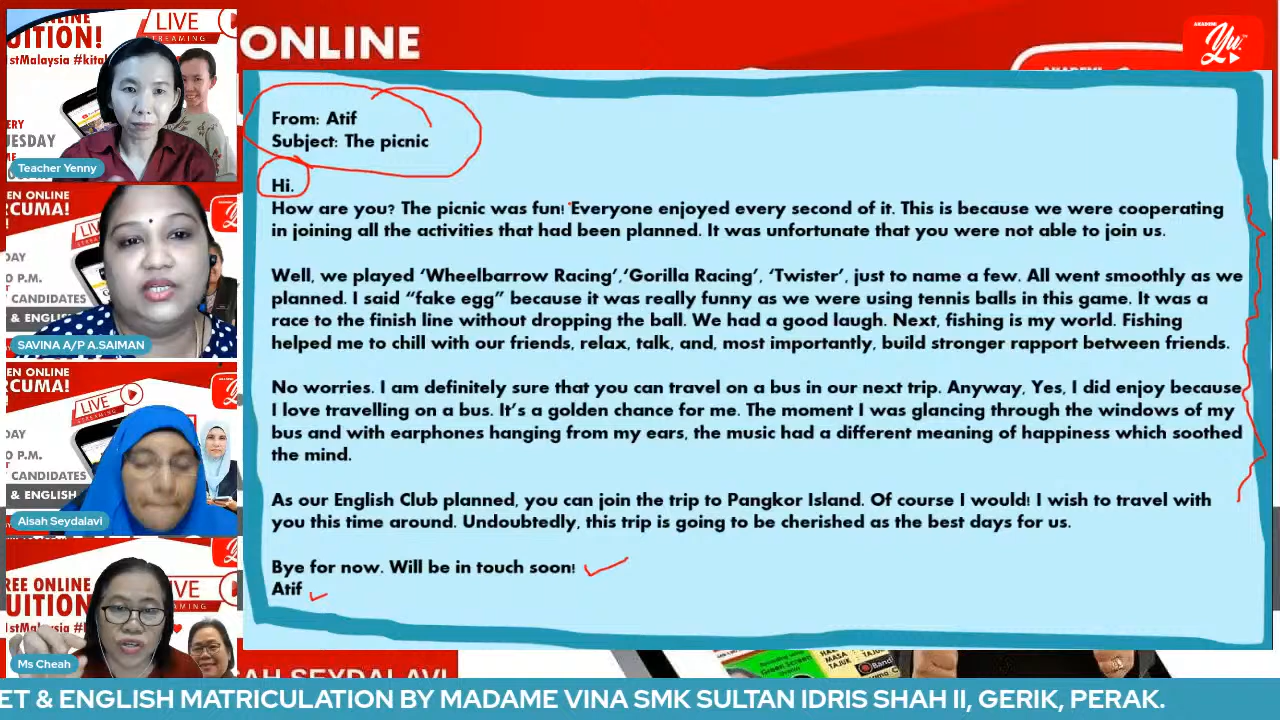 ONLINE
LIVE
STREAMING
UITION!
Teacher Yenny
CUMA!
SAVINA A/P A.SAIMAN
LIVE
P.M.
CANDIDATES
& ENGLISH
Aisah Seydalavi
REE ONLINE
UITION!
Ms Cheah
From: Atif
Subject: The picnic
Hi.
How are you? The picnic was fun! Everyone enjoyed every second of it. This is because we were cooperating
in joining all the activities that had been planned. It was unfortunate that you were not able to join us.
Well, we played ‘Wheelbarrow Racing’,‘Gorilla Racing’, ‘Twister’, just to name a few. All went smoothly as we
planned. I said “fake egg” because it was really funny as we were using tennis balls in this game. It was a
race to the finish line without dropping the ball. We had a good laugh. Next, fishing is my world. Fishing
helped me to chill with our friends, relax, talk, and, most importantly, build stronger rapport between friends.
No worries. I am definitely sure that you can travel on a bus in our next trip. Anyway, Yes, I did enjoy because
I love travelling on a bus. It’s a golden chance for me. The moment I was glancing through the windows of my
bus and with earphones hanging from my ears, the music had a different meaning of happiness which soothed
the mind.
As our English Club planned, you can join the trip to Pangkor Island. Of course I would! I wish to travel with
you this time around. Undoubtedly, this trip is going to be cherished as the best days for us.
Bye for now. Will be in touch soon!
Atif
ET & ENGLISH MATRICULATION BY MADAME VINA SMK SULTAN IDRIS SHAH II, GERIK, PERAK.